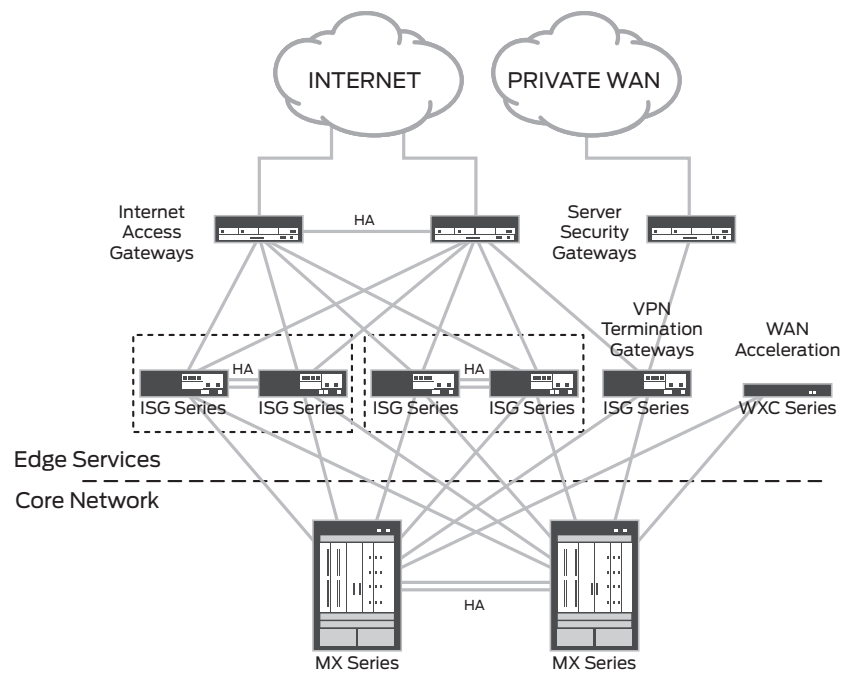 INTERNET
PRIVATE WAN
Internet
Access
Gateways
HA
Server
Security
Gateways
VPN
Termination
Gateways
WAN
Acceleration
HA
HA
ISG Series
ISG Series
ISG Series
ISG Series
ISG Series
WXC Series
Edge Services
Core Network
HA
MX Series
MX Series